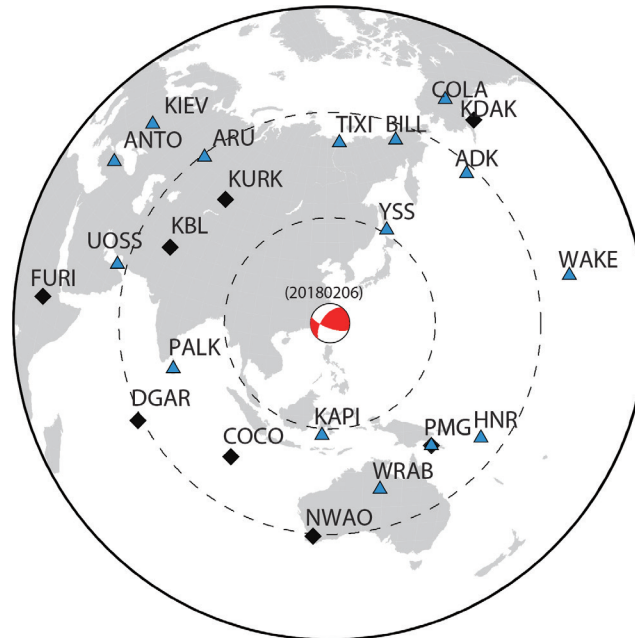 COLA
KIEV
KDAK
TIXI
BILL
ANTO
ARU
ADK
KURK
YSS
KBL
UOSS
WAKE
FURI
(20180206)
PALK
DGAR
KAPI
HNR
PMG
COCO
WRAB
NWAO